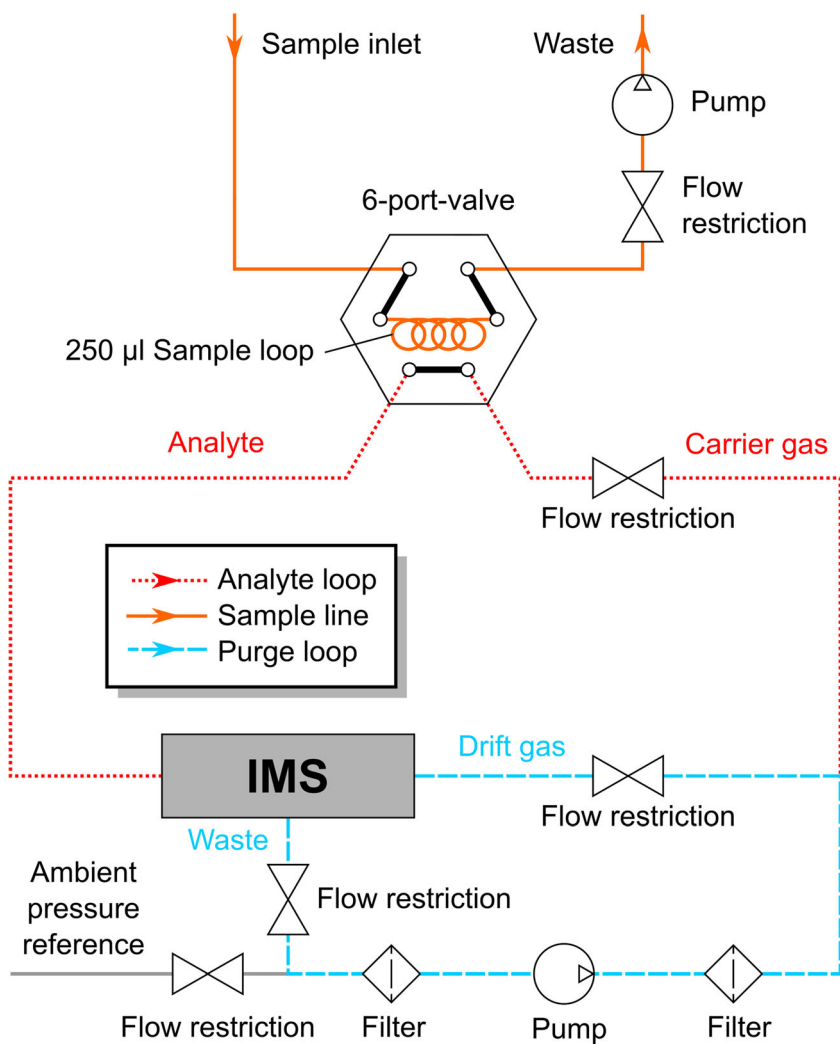 Sample inlet
Waste
Pump
Flow
restriction
6-port-valve
250 µl Sample loop
Analyte
Carrier gas
Flow restriction
Analyte loop
Sample line
Purge loop
Drift gas
IMS
Flow restriction
Waste
Ambient
pressure
reference
Flow restriction
Flow restriction
Filter
Pump
Filter